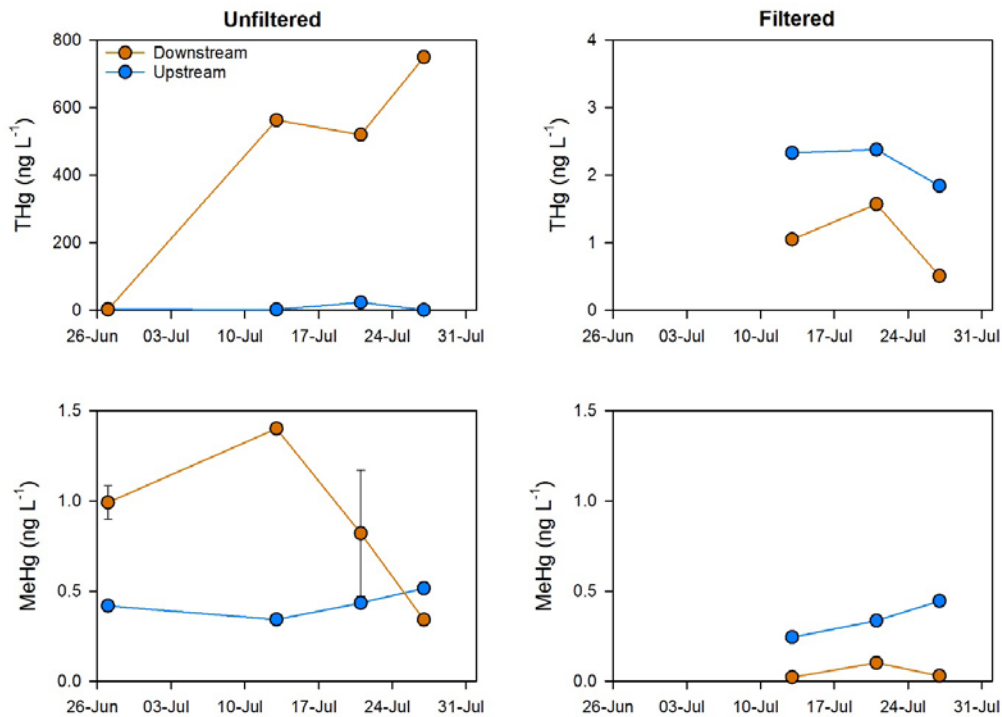 Unfiltered
Filtered
800
600
400
200
0
THg (ng L⁻¹)
Downstream
Upstream
26-Jun 03-Jul 10-Jul 17-Jul 24-Jul 31-Jul
4
3
2
1
0
THg (ng L⁻¹)
26-Jun 03-Jul 10-Jul 17-Jul 24-Jul 31-Jul
1.5
1.0
0.5
0.0
MeHg (ng L⁻¹)
26-Jun 03-Jul 10-Jul 17-Jul 24-Jul 31-Jul
1.5
1.0
0.5
0.0
MeHg (ng L⁻¹)
26-Jun 03-Jul 10-Jul 17-Jul 24-Jul 31-Jul